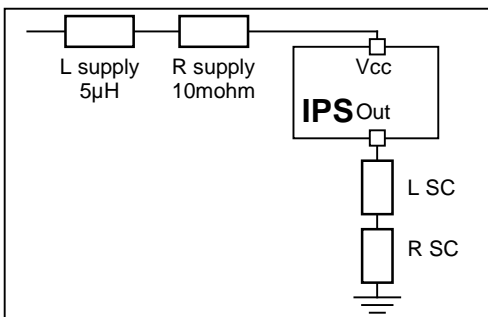 L supply
5µH
R supply
10mohm
Vcc
IPS Out
L SC
R SC